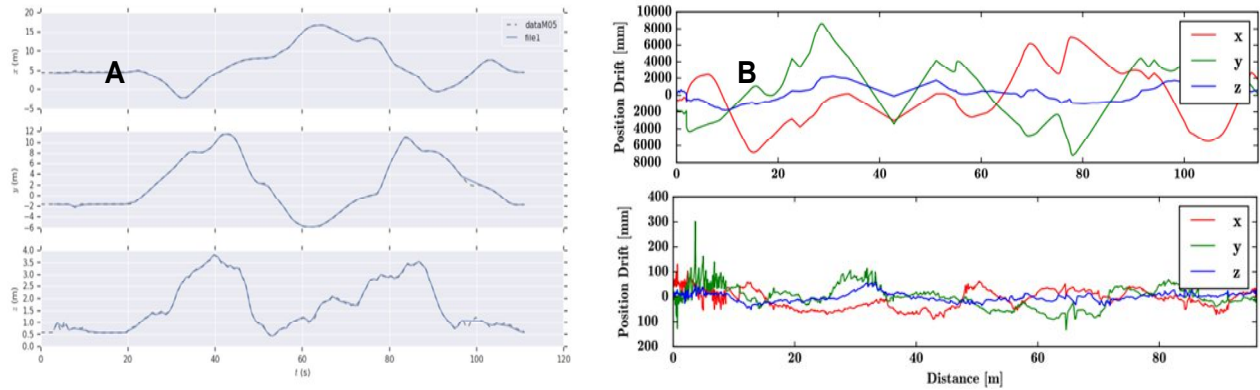 A
dataM05
file1
x (m)
20
15
10
5
0
−5
y (m)
12
10
8
6
4
2
0
−2
−4
−6
z (m)
4.0
3.5
3.0
2.5
2.0
1.5
1.0
0.5
0.0
0 20 40 60 80 100 120
t (s)
B
x
y
z
Position Drift [mm]
10000
8000
6000
4000
2000
0
2000
4000
6000
8000
0 20 40 60 80 100
x
y
z
Position Drift [mm]
400
300
200
100
0
100
200
0 20 40 60 80
Distance [m]